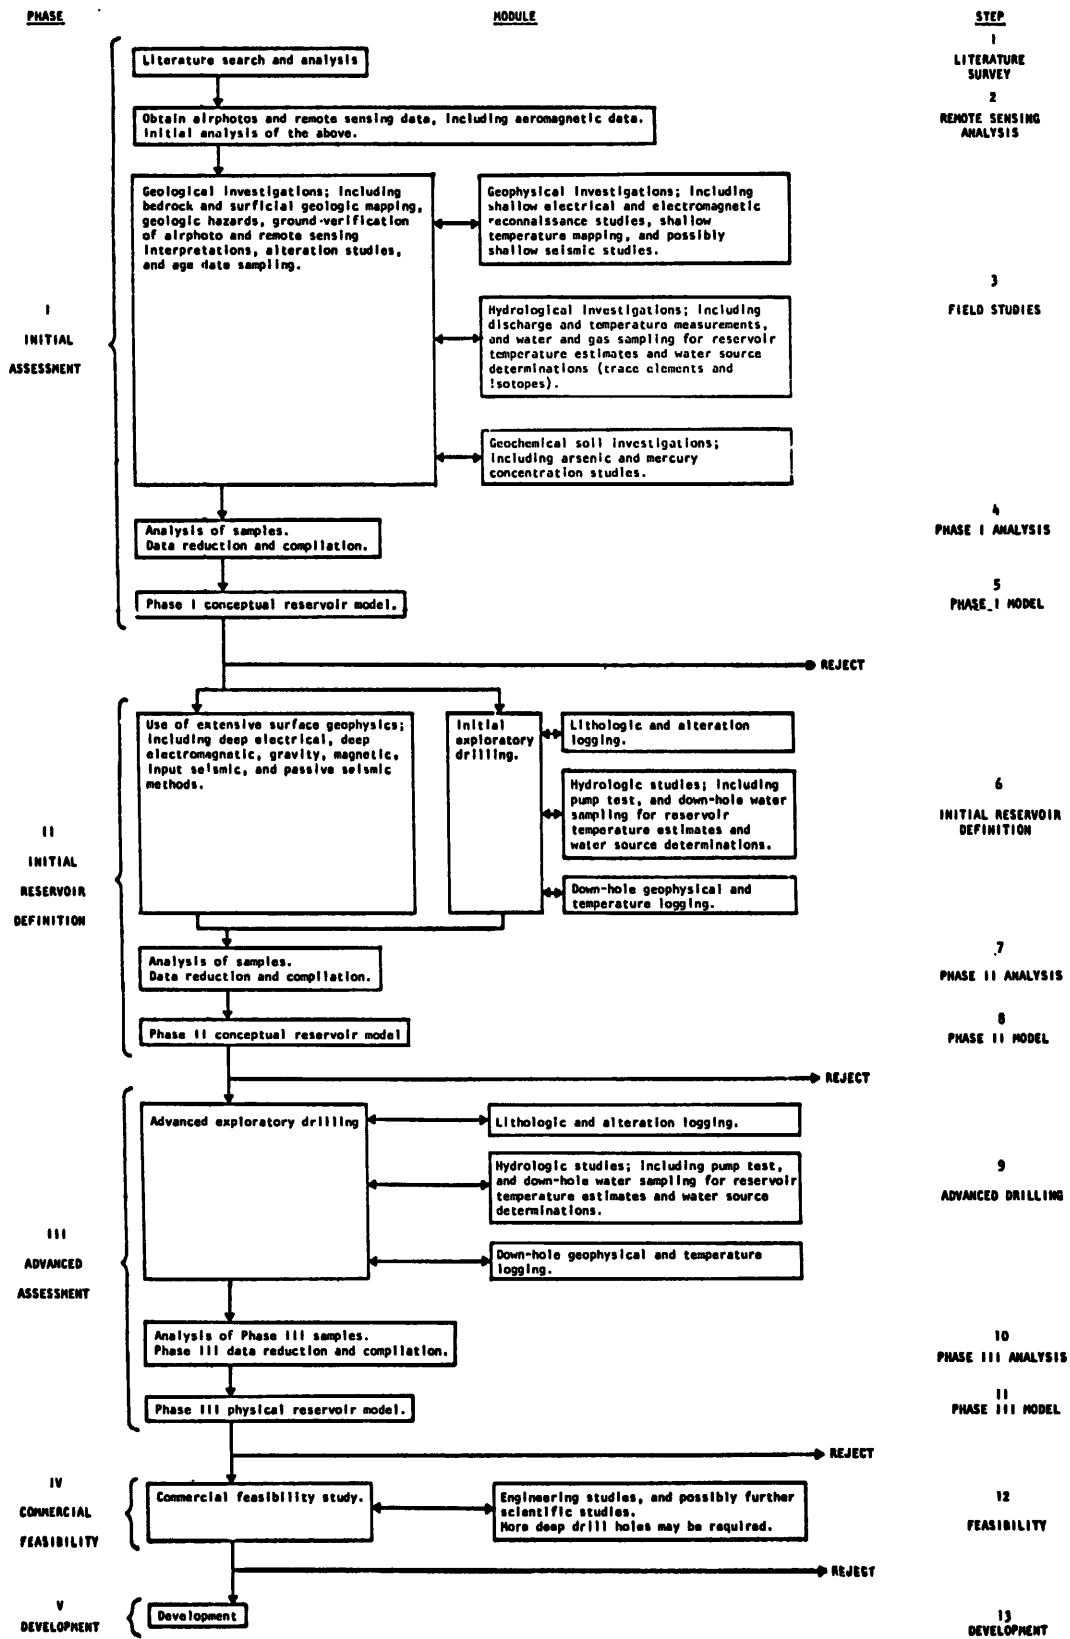 PHASE
MODULE
STEP
Literature search and analysis
1
LITERATURE
SURVEY
Obtain airphotos and remote sensing data, including aeromagnetic data.
Initial analysis of the above.
2
REMOTE SENSING
ANALYSIS
I
INITIAL
ASSESSMENT
Geological Investigations; including
bedrock and surficial geologic mapping,
geologic hazards, ground-verification
of airphoto and remote sensing
interpretations, alteration studies,
and age date sampling.
Geophysical Investigations; including
shallow electrical and electromagnetic
reconnaissance studies, shallow
temperature mapping, and possibly
shallow seismic studies.
Hydrological Investigations; including
discharge and temperature measurements,
and water and gas sampling for reservoir
temperature estimates and water source
determinations (trace elements and
isotopes).
Geochemical soil investigations;
including arsenic and mercury
concentration studies.
3
FIELD STUDIES
Analysis of samples.
Data reduction and compilation.
4
PHASE I ANALYSIS
Phase I conceptual reservoir model.
5
PHASE I MODEL
REJECT
II
INITIAL
RESERVOIR
DEFINITION
Use of extensive surface geophysics;
including deep electrical, deep
electromagnetic, gravity, magnetic,
input seismic, and passive seismic
methods.
Initial
exploratory
drilling.
Lithologic and alteration
logging.
Hydrologic studies; including
pump test, and down-hole water
sampling for reservoir
temperature estimates and
water source determinations.
Down-hole geophysical and
temperature logging.
6
INITIAL RESERVOIR
DEFINITION
Analysis of samples.
Data reduction and compilation.
7
PHASE II ANALYSIS
Phase II conceptual reservoir model
8
PHASE II MODEL
REJECT
III
ADVANCED
ASSESSMENT
Advanced exploratory drilling
Lithologic and alteration logging.
Hydrologic studies; including pump test,
and down-hole water sampling for reservoir
temperature estimates and water source
determinations.
Down-hole geophysical and temperature
logging.
9
ADVANCED DRILLING
Analysis of Phase III samples.
Phase III data reduction and compilation.
10
PHASE III ANALYSIS
Phase III physical reservoir model.
11
PHASE III MODEL
REJECT
IV
COMMERCIAL
FEASIBILITY
Commercial feasibility study.
Engineering studies, and possibly further
scientific studies.
More deep drill holes may be required.
12
FEASIBILITY
REJECT
V
DEVELOPMENT
Development
13
DEVELOPMENT